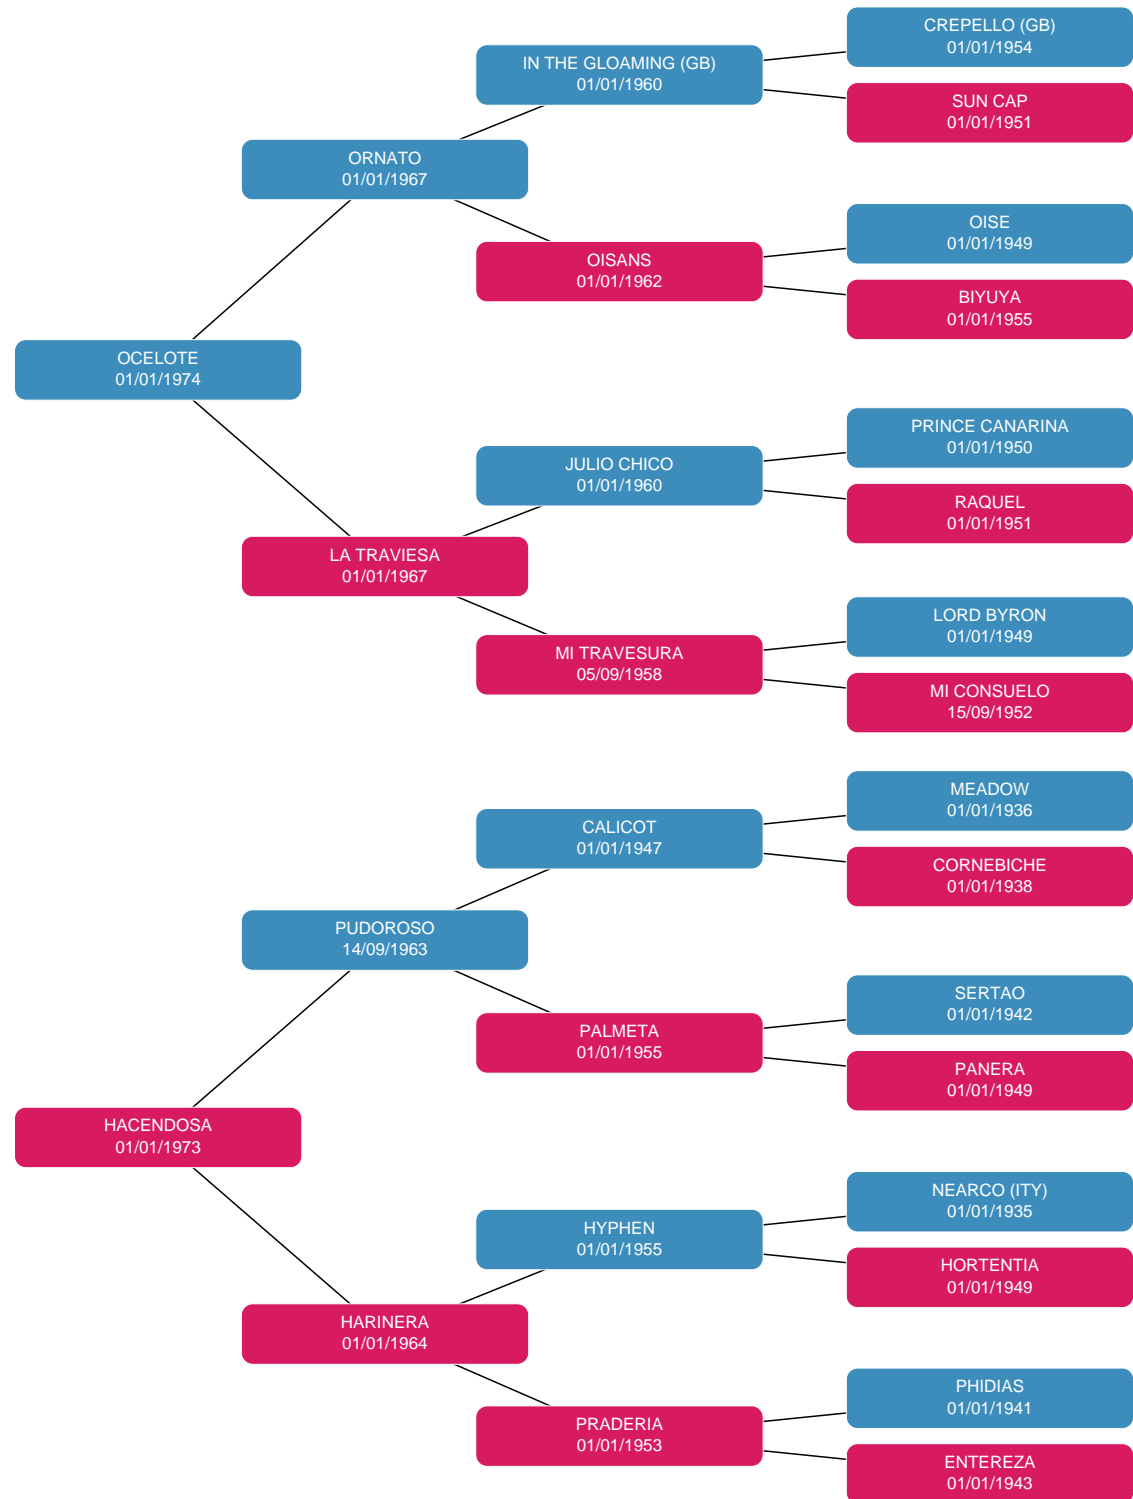 CREPELLO (GB)
01/01/1954
IN THE GLOAMING (GB)
01/01/1960
SUN CAP
01/01/1951
ORNATO
01/01/1967
OISE
01/01/1949
OISANS
01/01/1962
BIYUYA
01/01/1955
OCELOTE
01/01/1974
PRINCE CANARINA
01/01/1950
JULIO CHICO
01/01/1960
RAQUEL
01/01/1951
LA TRAVIESA
01/01/1967
LORD BYRON
01/01/1949
MI TRAVESURA
05/09/1958
MI CONSUELO
15/09/1952
MEADOW
01/01/1936
CALICOT
01/01/1947
CORNEBICHE
01/01/1938
PUDOROSO
14/09/1963
SERTAO
01/01/1942
PALMETA
01/01/1955
PANERA
01/01/1949
HACENDOSA
01/01/1973
NEARCO (ITY)
01/01/1935
HYPHEN
01/01/1955
HORTENTIA
01/01/1949
HARINERA
01/01/1964
PHIDIAS
01/01/1941
PRADERIA
01/01/1953
ENTEREZA
01/01/1943